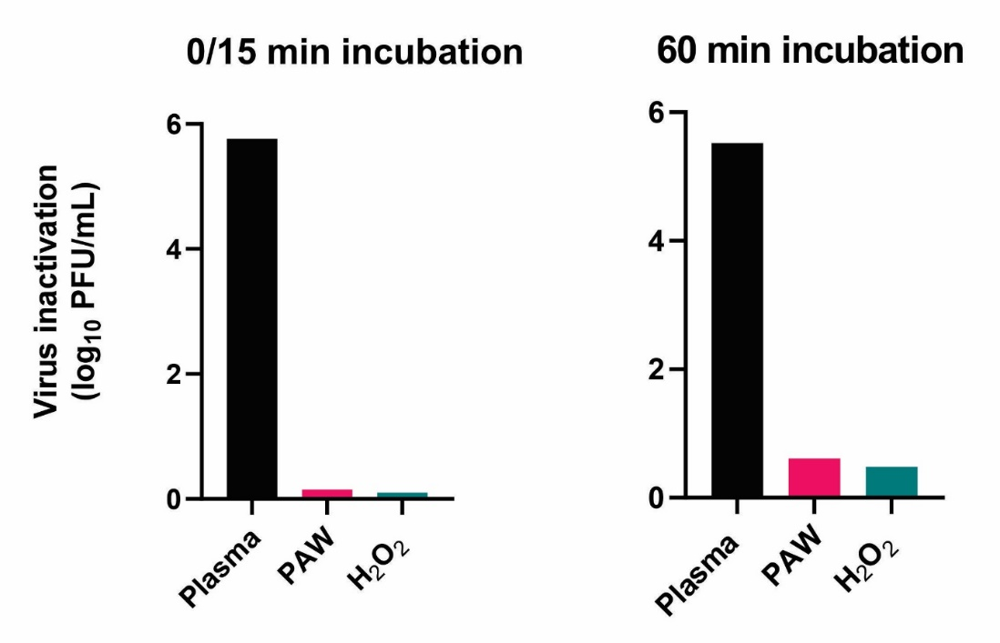 0/15 min incubation
Virus inactivation
(log₁₀ PFU/mL)
6
4
2
0
Plasma
PAW
H₂O₂
60 min incubation
6
4
2
0
Plasma
PAW
H₂O₂